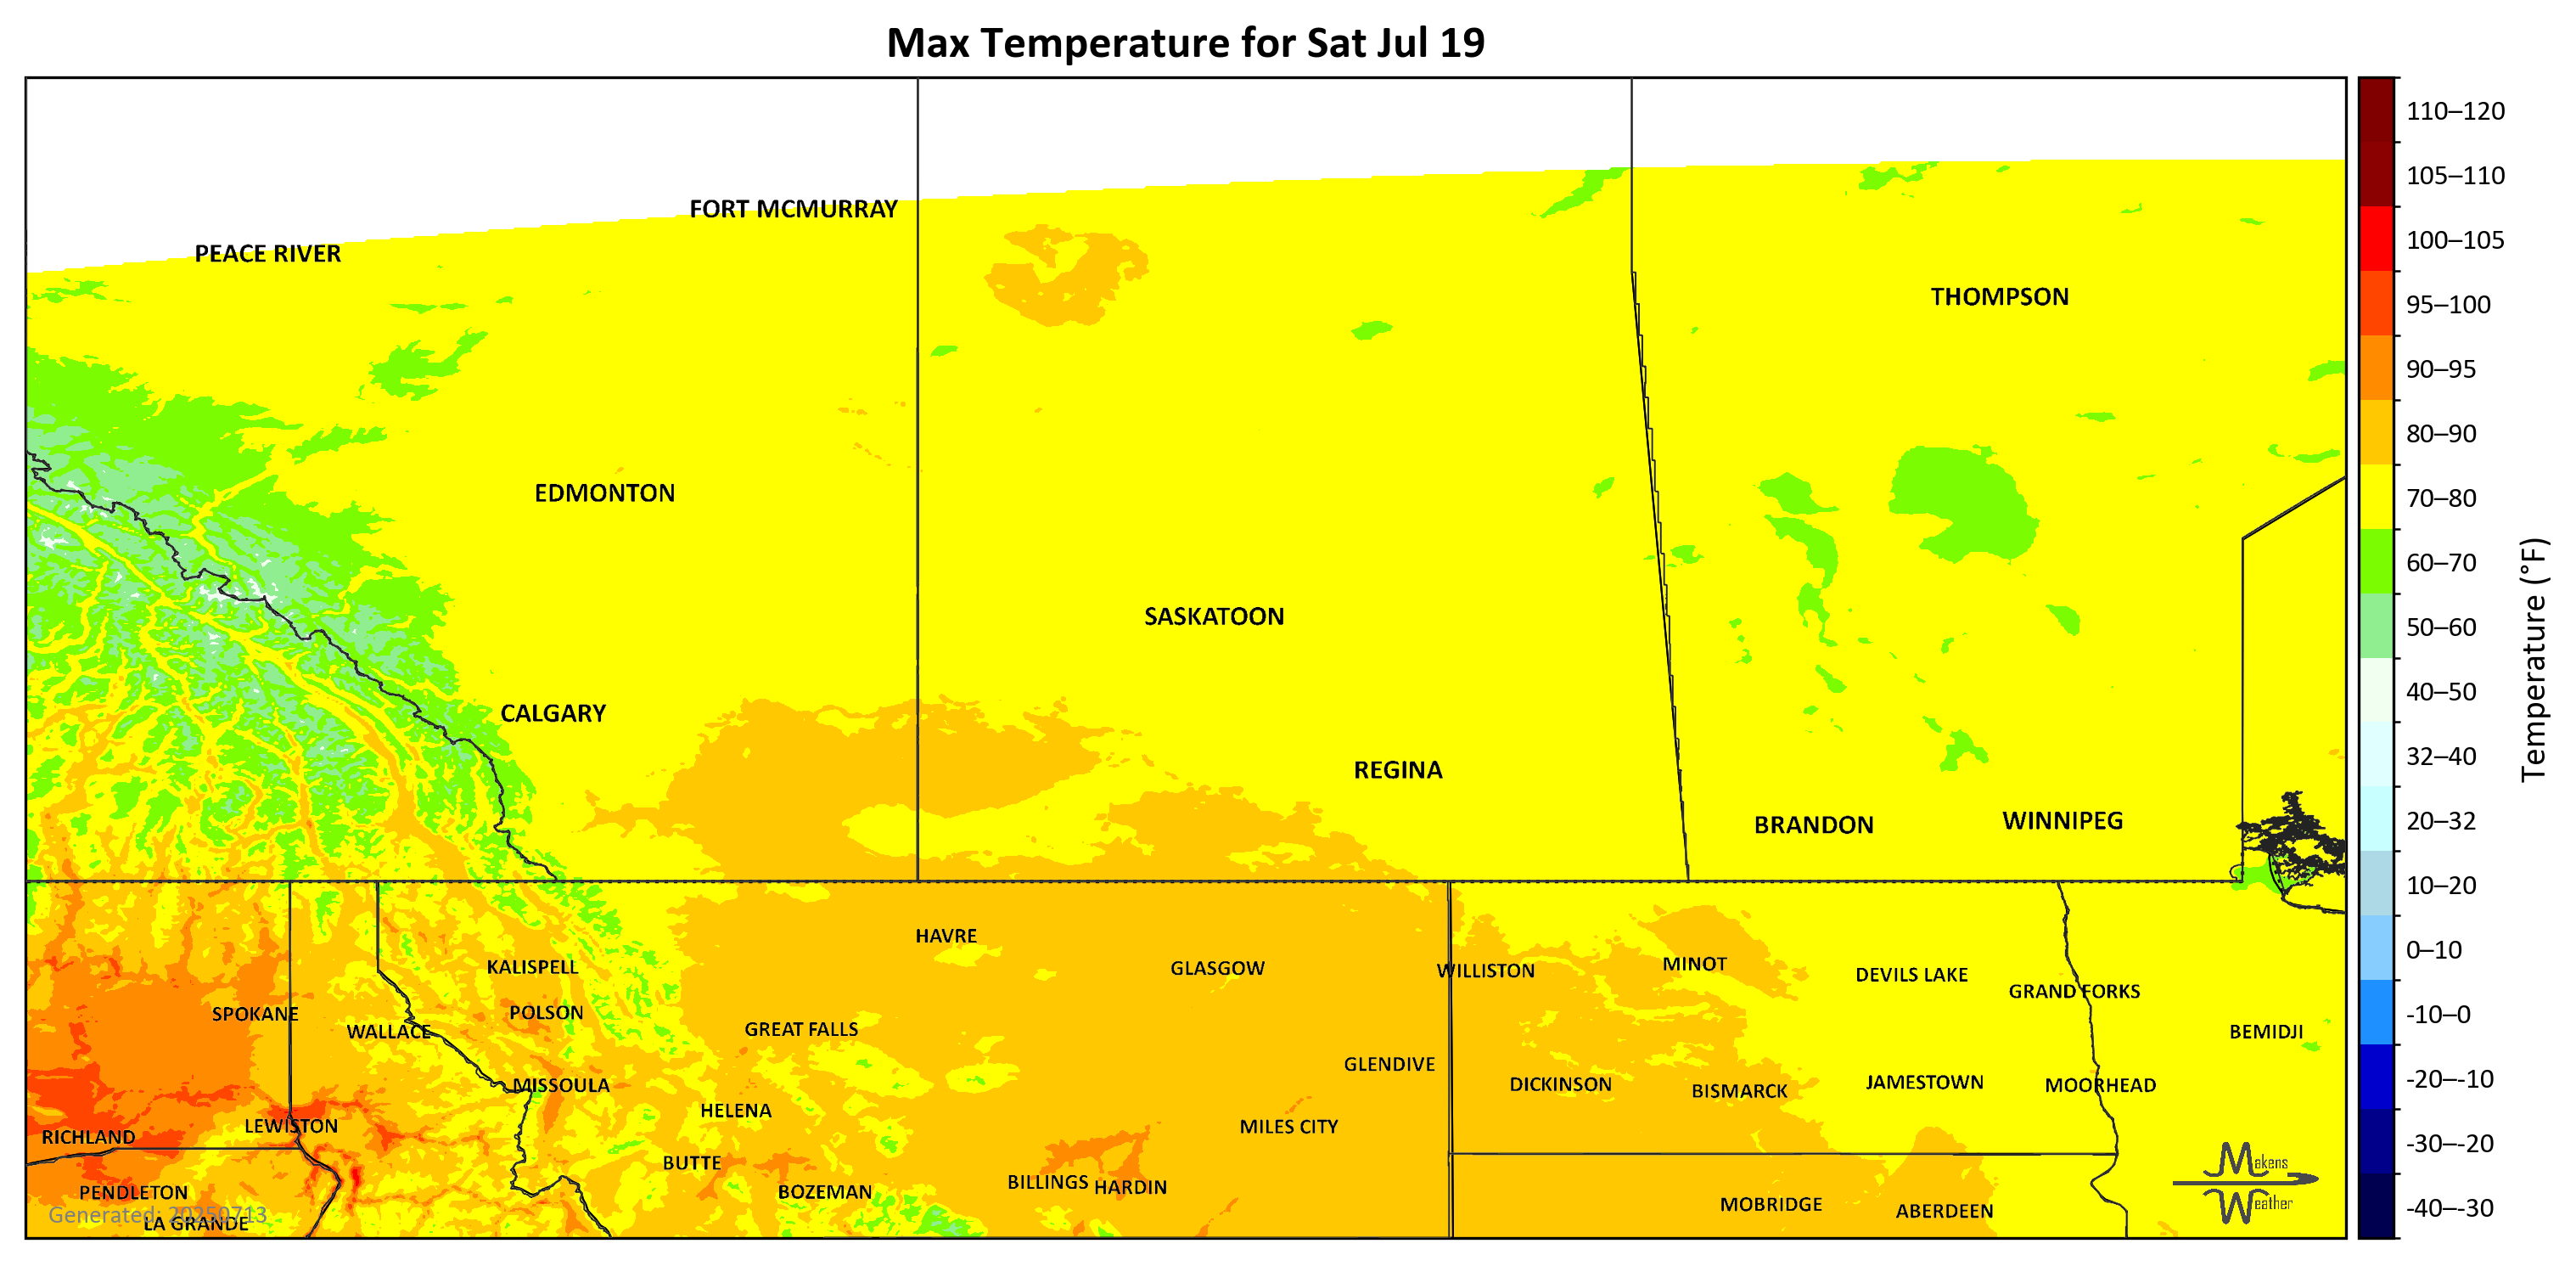 Max Temperature for Sat Jul 19
FORT MCMURRAY
PEACE RIVER
THOMPSON
EDMONTON
SASKATOON
CALGARY
REGINA
BRANDON
WINNIPEG
HAVRE
KALISPELL
GLASGOW
WILLISTON
MINOT
DEVILS LAKE
GRAND FORKS
SPOKANE
POLSON
WALLACE
GREAT FALLS
BEMIDJI
GLENDIVE
MISSOULA
DICKINSON
BISMARCK
JAMESTOWN
MOORHEAD
HELENA
LEWISTON
RICHLAND
MILES CITY
BUTTE
PENDLETON
BOZEMAN
BILLINGS
HARDIN
MOBRIDGE
ABERDEEN
Generated: 20250713
LA GRANDE
Makens
Weather
110–120
105–110
100–105
95–100
90–95
80–90
70–80
60–70
50–60
40–50
32–40
20–32
10–20
0–10
-10–0
-20–-10
-30–-20
-40–-30
Temperature (°F)